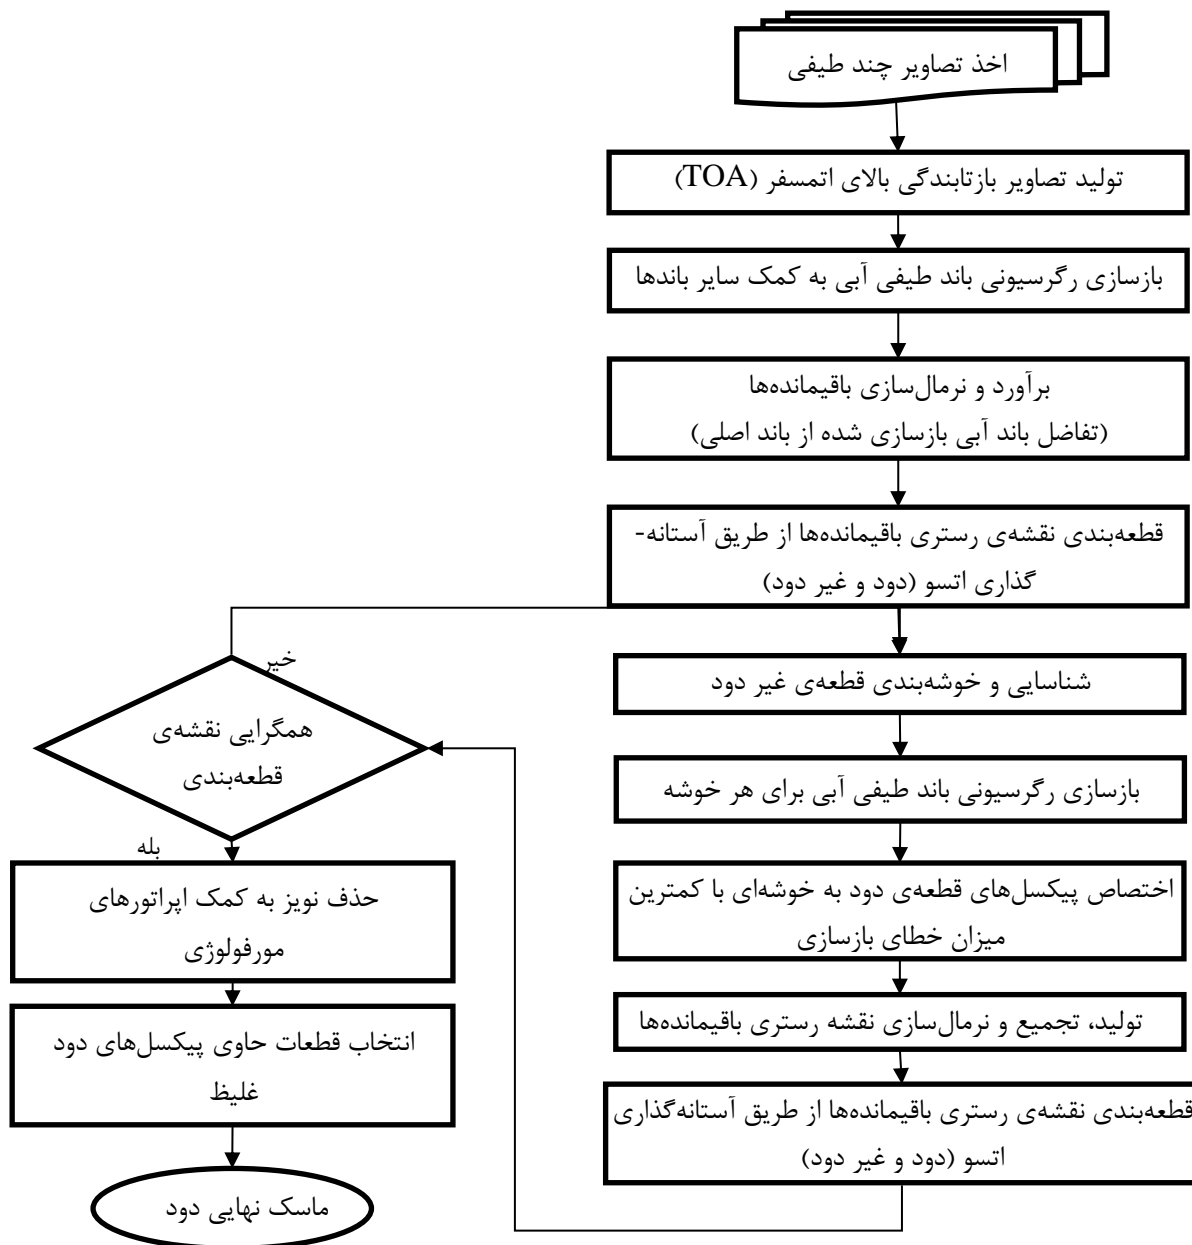 اخذ تصاویر چند طیفی
تولید تصاویر بازتابندگی بالای اتمسفر (TOA)
بازسازی رگرسیونی باند طیفی آبی به کمک سایر باندها
برآورد و نرمال‌سازی باقیمانده‌ها
(تفاضل باند آبی بازسازی شده از باند اصلی)
قطعه‌بندی نقشه‌ی رستری باقیمانده‌ها از طریق آستانه-
گذاری اتسو (دود و غیر دود)
شناسایی و خوشه‌بندی قطعه‌ی غیر دود
بازسازی رگرسیونی باند طیفی آبی برای هر خوشه
اختصاص پیکسل‌های قطعه‌ی دود به خوشه‌ای با کمترین
میزان خطای بازسازی
تولید، تجمیع و نرمال‌سازی نقشه رستری باقیمانده‌ها
قطعه‌بندی نقشه‌ی رستری باقیمانده‌ها از طریق آستانه‌گذاری
اتسو (دود و غیر دود)
خیر
همگرایی نقشه‌ی
قطعه‌بندی
بله
حذف نویز به کمک اپراتورهای
مورفولوژی
انتخاب قطعات حاوی پیکسل‌های دود
غلیظ
ماسک نهایی دود